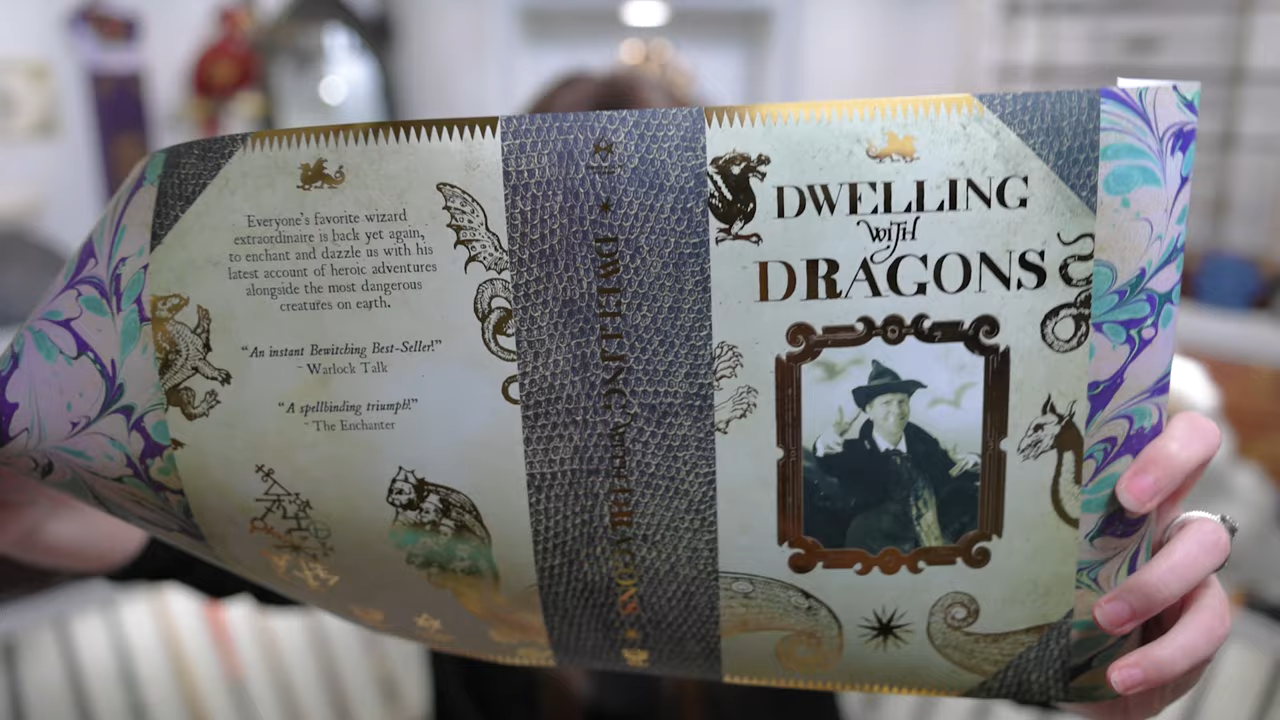 Everyone's favorite wizard
extraordinaire is back yet again,
to enchant and dazzle us with his
latest account of heroic adventures
alongside the most dangerous
creatures on earth.
“An instant Bewitching Best-Seller!”
~ Warlock Talk
“A spellbinding triumph!”
~ The Enchanter
DWELLING WITH DRAGONS
DWELLING
WITH
DRAGONS